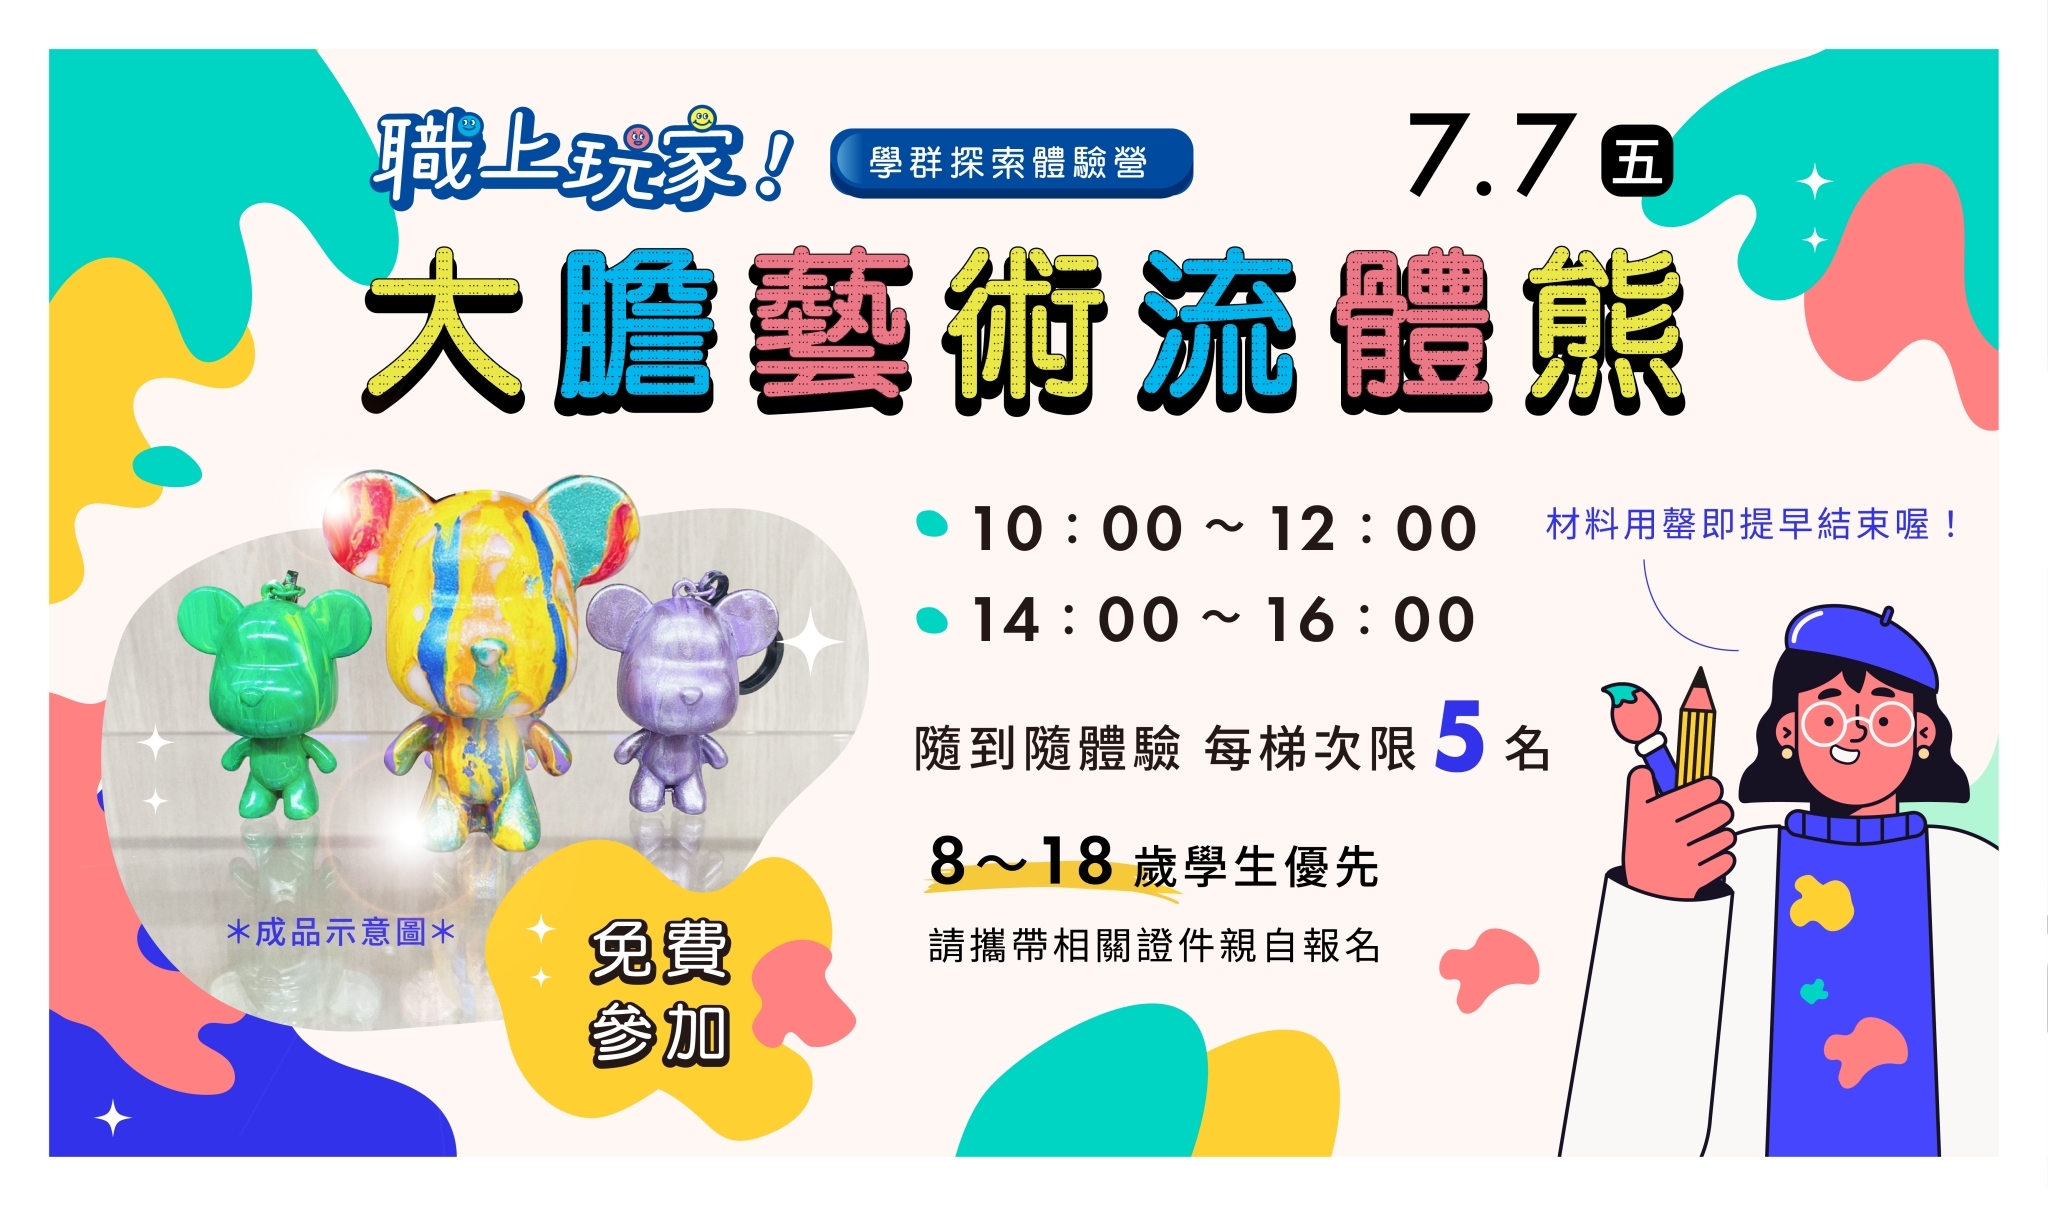 職上玩家！
學群探索體驗營
7.7 五
大膽藝術流體熊
10：00～12：00
14：00～16：00
材料用罄即提早結束喔！
隨到隨體驗 每梯次限 5 名
8～18 歲學生優先
請攜帶相關證件親自報名
＊成品示意圖＊
免費
參加